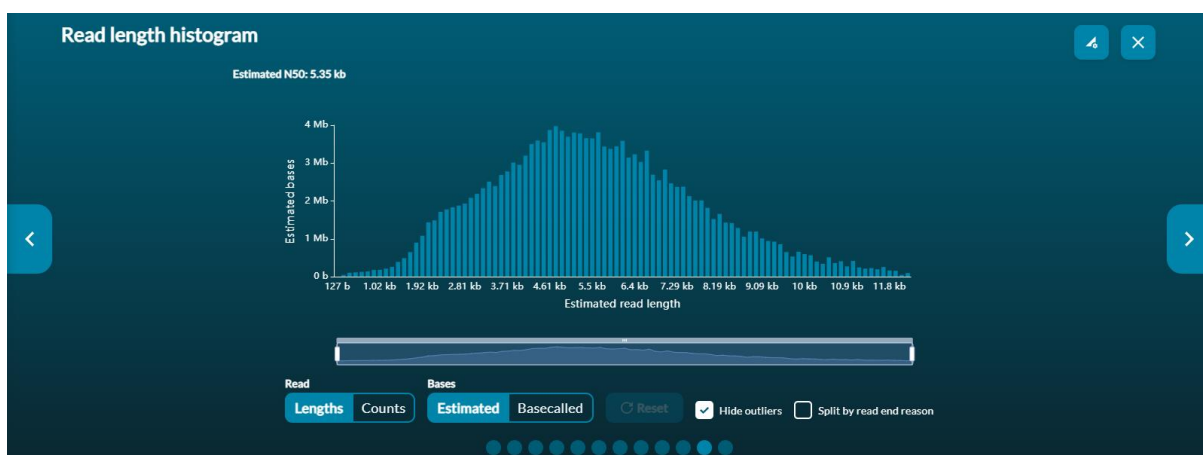 Read length histogram
Estimated N50: 5.35 kb
4 Mb
3 Mb
2 Mb
1 Mb
0 b
Estimated bases
127 b 1.02 kb 1.92 kb 2.81 kb 3.71 kb 4.61 kb 5.5 kb 6.4 kb 7.29 kb 8.19 kb 9.09 kb 10 kb 10.9 kb 11.8 kb
Estimated read length
Read Bases
Lengths Counts Estimated Basecalled Reset Hide outliers Split by read end reason